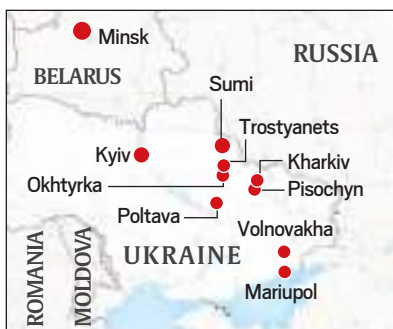 Minsk
RUSSIA
BELARUS
Sumi
Trostyanets
Kyiv
Kharkiv
Okhtyrka
Pisochyn
Poltava
Volnovakha
UKRAINE
ROMANIA
MOLDOVA
Mariupol